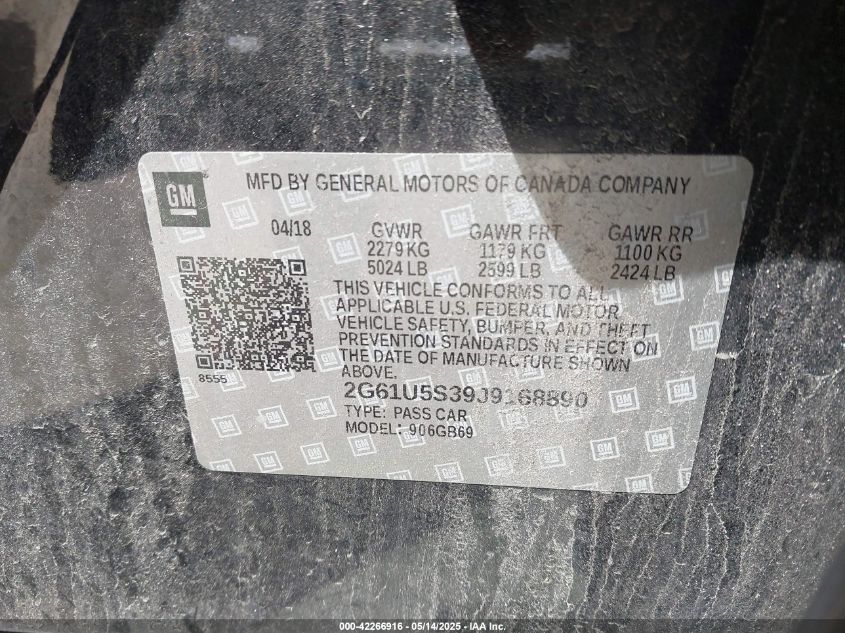 GM
MFD BY GENERAL MOTORS OF CANADA COMPANY
04/18 GVWR GAWR FRT GAWR RR
2279 KG 1179 KG 1100 KG
5024 LB 2599 LB 2424 LB
THIS VEHICLE CONFORMS TO ALL
APPLICABLE U.S. FEDERAL MOTOR
VEHICLE SAFETY, BUMPER, AND THEFT
PREVENTION STANDARDS IN EFFECT ON
THE DATE OF MANUFACTURE SHOWN
ABOVE.
8555
2G61U5S39J9168890
TYPE: PASS CAR
MODEL: 906GB69
000-42266916 - 05/14/2025 - IAA Inc.